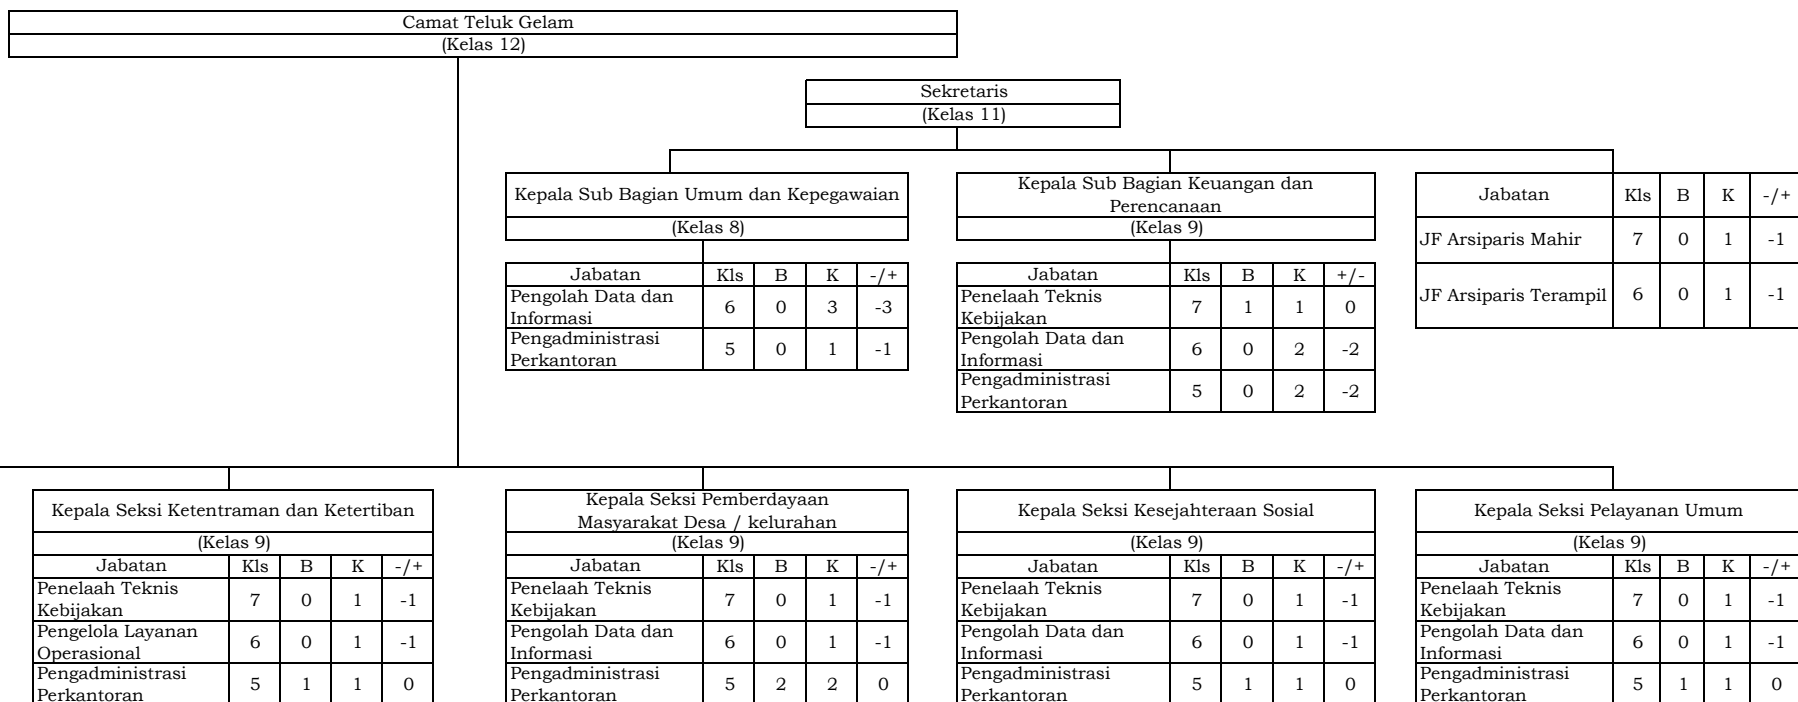 Camat Teluk Gelam
(Kelas 12)
Sekretaris
(Kelas 11)
Kepala Sub Bagian Umum dan Kepegawaian
(Kelas 8)
Jabatan Kls B K -/+
Pengolah Data dan
Informasi 6 0 3 -3
Pengadministrasi
Perkantoran 5 0 1 -1
Kepala Sub Bagian Keuangan dan
Perencanaan
(Kelas 9)
Jabatan Kls B K +/-
Penelaah Teknis
Kebijakan 7 1 1 0
Pengolah Data dan
Informasi 6 0 2 -2
Pengadministrasi
Perkantoran 5 0 2 -2
Jabatan Kls B K -/+
JF Arsiparis Mahir 7 0 1 -1
JF Arsiparis Terampil 6 0 1 -1
Kepala Seksi Ketentraman dan Ketertiban
(Kelas 9)
Jabatan Kls B K -/+
Penelaah Teknis
Kebijakan 7 0 1 -1
Pengelola Layanan
Operasional 6 0 1 -1
Pengadministrasi
Perkantoran 5 1 1 0
Kepala Seksi Pemberdayaan
Masyarakat Desa / kelurahan
(Kelas 9)
Jabatan Kls B K -/+
Penelaah Teknis
Kebijakan 7 0 1 -1
Pengolah Data dan
Informasi 6 0 1 -1
Pengadministrasi
Perkantoran 5 2 2 0
Kepala Seksi Kesejahteraan Sosial
(Kelas 9)
Jabatan Kls B K -/+
Penelaah Teknis
Kebijakan 7 0 1 -1
Pengolah Data dan
Informasi 6 0 1 -1
Pengadministrasi
Perkantoran 5 1 1 0
Kepala Seksi Pelayanan Umum
(Kelas 9)
Jabatan Kls B K -/+
Penelaah Teknis
Kebijakan 7 0 1 -1
Pengolah Data dan
Informasi 6 0 1 -1
Pengadministrasi
Perkantoran 5 1 1 0